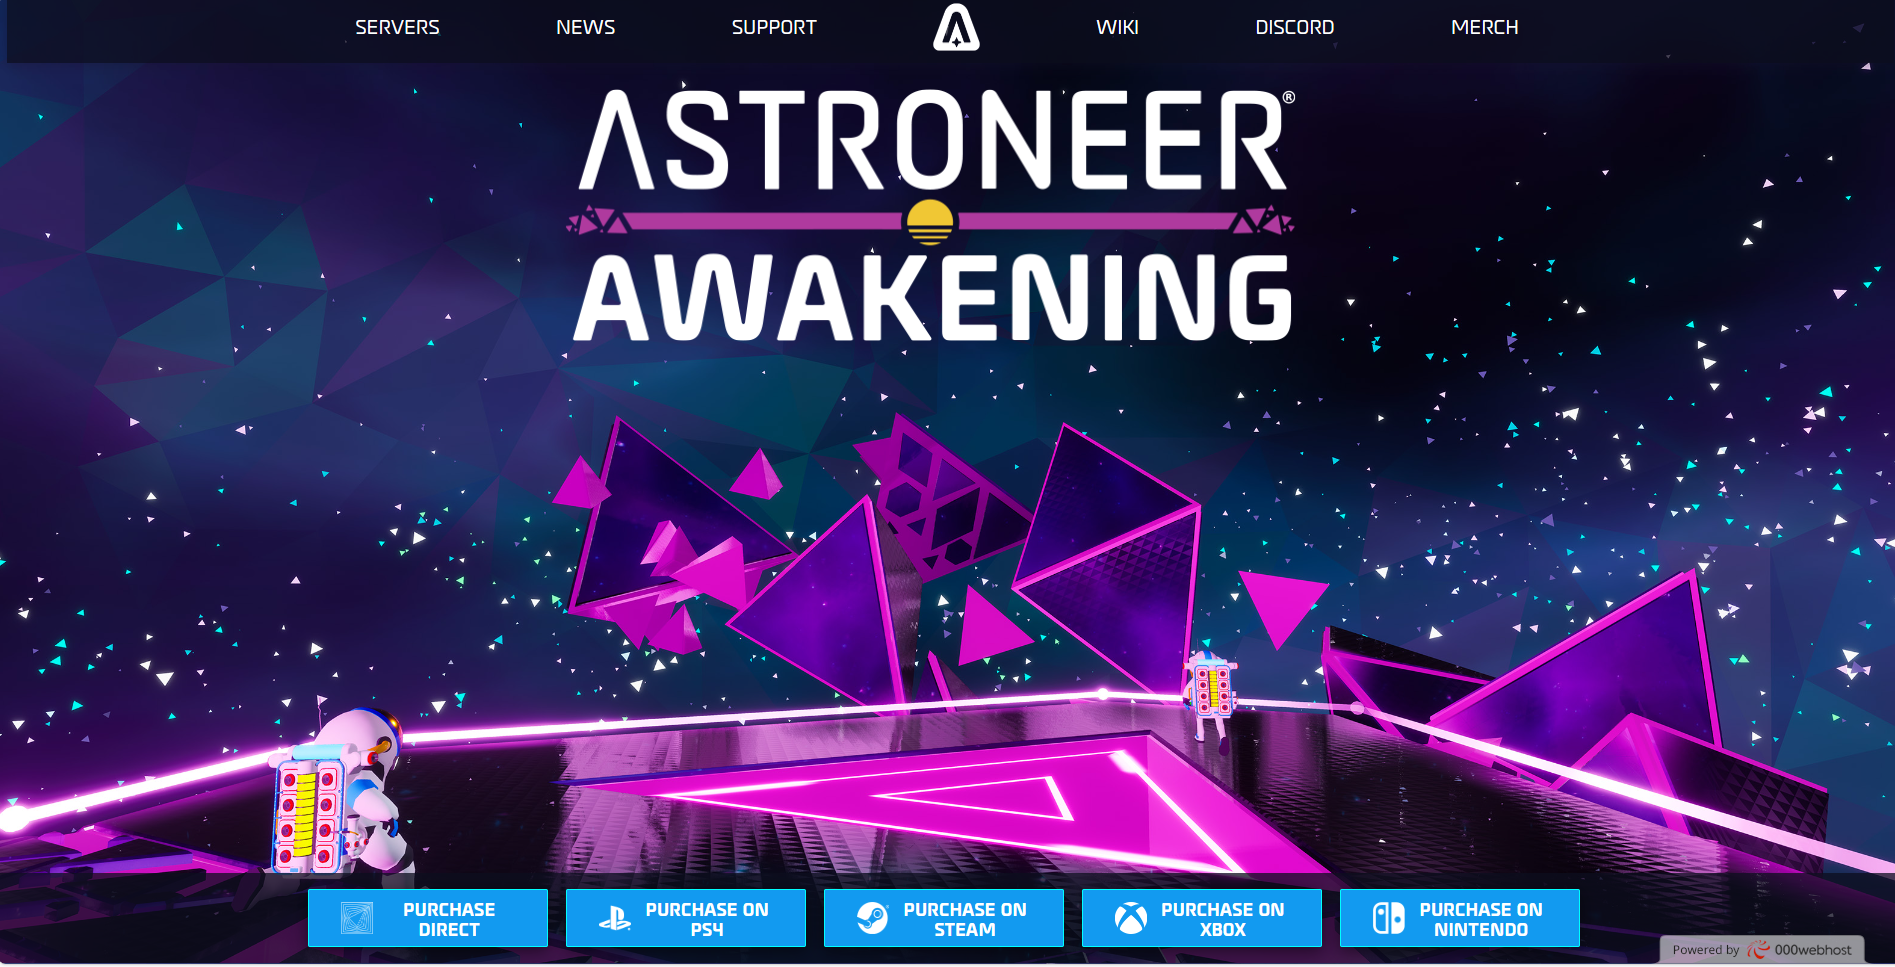 SERVERS NEWS SUPPORT WIKI DISCORD MERCH
ASTRONEER®
AWAKENING
PURCHASE
DIRECT
PURCHASE ON
PS4
PURCHASE ON
STEAM
PURCHASE ON
XBOX
PURCHASE ON
NINTENDO
Powered by 000webhost